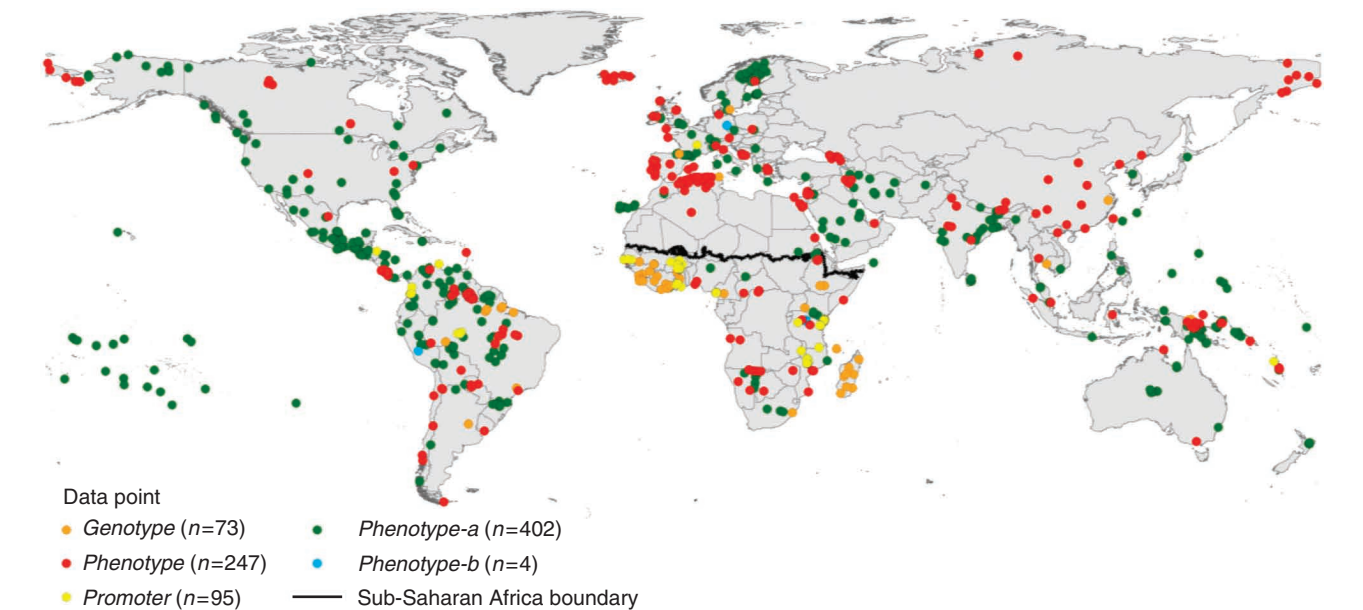 Data point
Genotype (n=73)
Phenotype (n=247)
Promoter (n=95)
Phenotype-a (n=402)
Phenotype-b (n=4)
Sub-Saharan Africa boundary